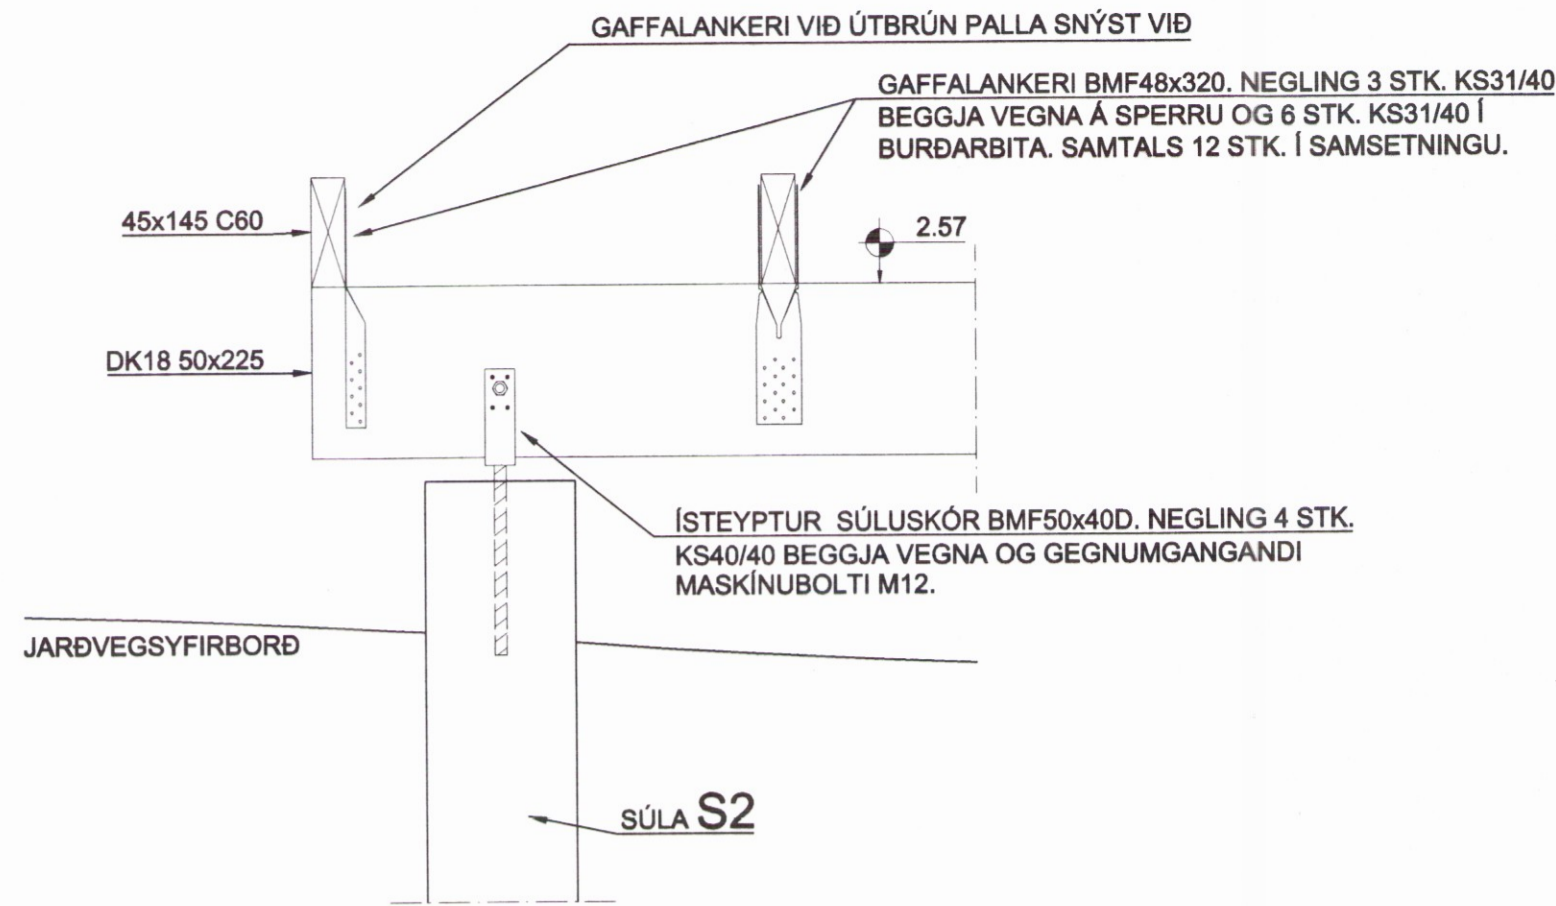 GAFFALANKERI VIÐ ÚTBRÚN PALLA SNÝST VIÐ
GAFFALANKERI BMF48x320. NEGLING 3 STK. KS31/40
BEGGJA VEGNA Á SPERRU OG 6 STK. KS31/40 Í
BURÐARBITA. SAMTALS 12 STK. Í SAMSETNINGU.
45x145 C60
2.57
DK18 50x225
ÍSTEYPTUR SÚLUSKÓR BMF50x40D. NEGLING 4 STK.
KS40/40 BEGGJA VEGNA OG GEGNUMGANGANDI
MASKÍNUBOLTI M12.
JARÐVEGSYFIRBORÐ
SÚLA S2